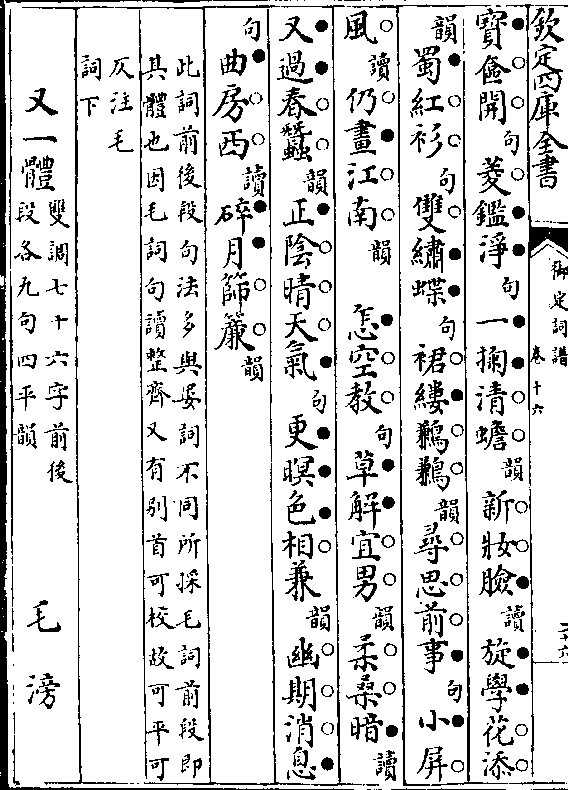 欽定四庫全書
御定詞譜
卷十六
二十六
寶奩開句菱鑑淨句一掬清蟾韻新妝臉讀旋學花添
韻蜀紅衫句雙繡蝶句裙縷鶼鶼韻尋思前事句小屏
風讀仍畫江南韻 怎空教句草解宜男韻柔桑暗讀
又過春蠶韻正陰晴天氣句更暝色相兼韻幽期消息
句曲房西讀碎月篩簾韻
此詞前後段句法多與晏詞不同所採毛詞前段即
其體也因毛詞句讀整齊又有別首可校故可平可
仄注毛
詞下
又一體雙調七十六字前後
段各九句四平韻 毛滂